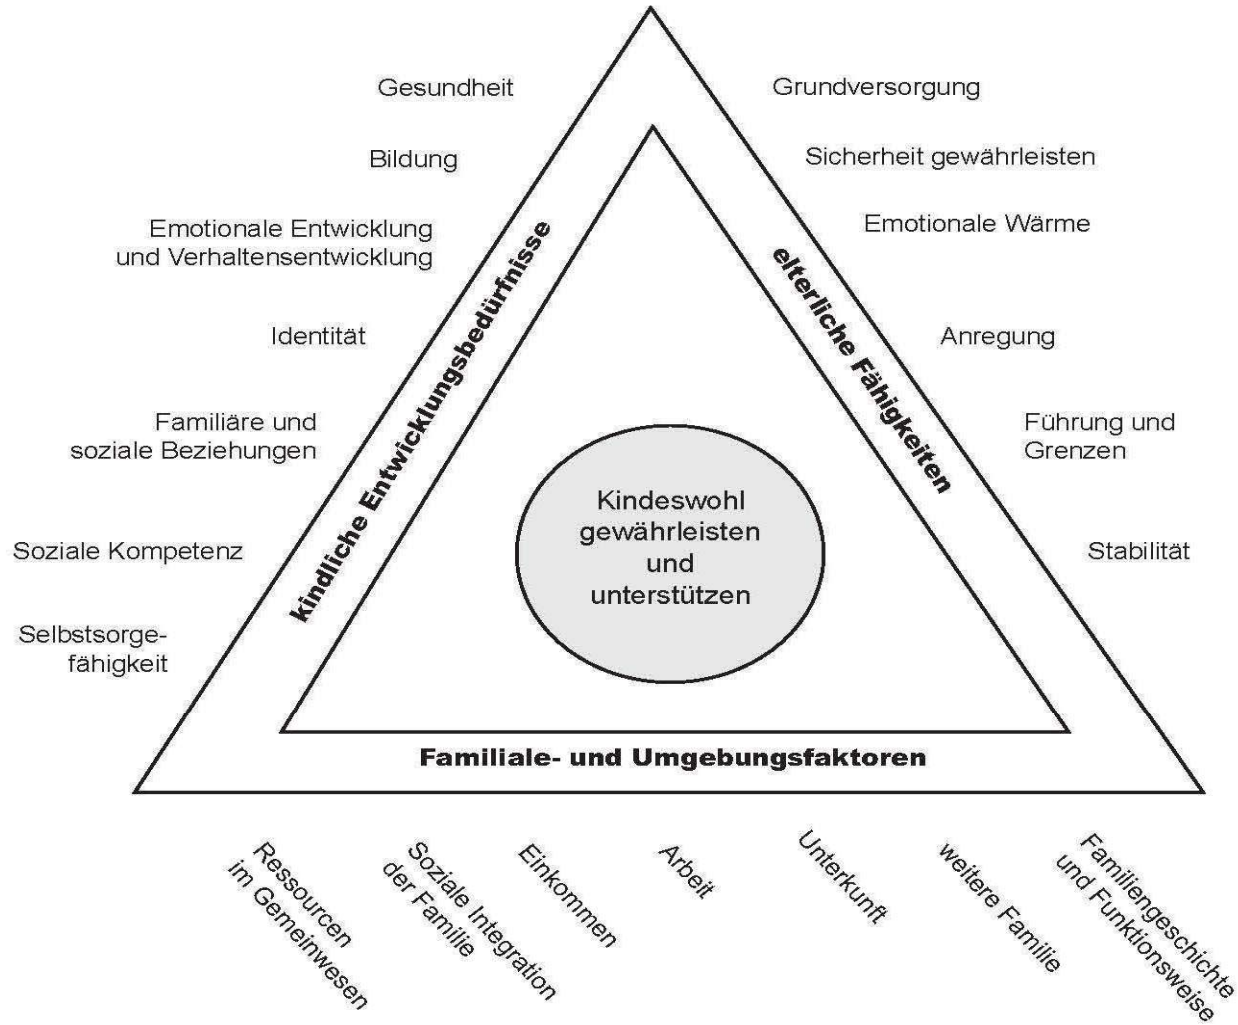 Gesundheit
Bildung
Emotionale Entwicklung
und Verhaltensentwicklung
Identität
Familiäre und
soziale Beziehungen
Soziale Kompetenz
Selbstsorge-
fähigkeit
kindliche Entwicklungsbedürfnisse
Grundversorgung
Sicherheit gewährleisten
Emotionale Wärme
Anregung
Führung und
Grenzen
Stabilität
elterliche Fähigkeiten
Kindeswohl
gewährleisten
und
unterstützen
Familiale- und Umgebungsfaktoren
Ressourcen
im Gemeinwesen
Soziale Integration
der Familie
Einkommen
Arbeit
Unterkunft
weitere Familie
Familiengeschichte
und Funktionsweise